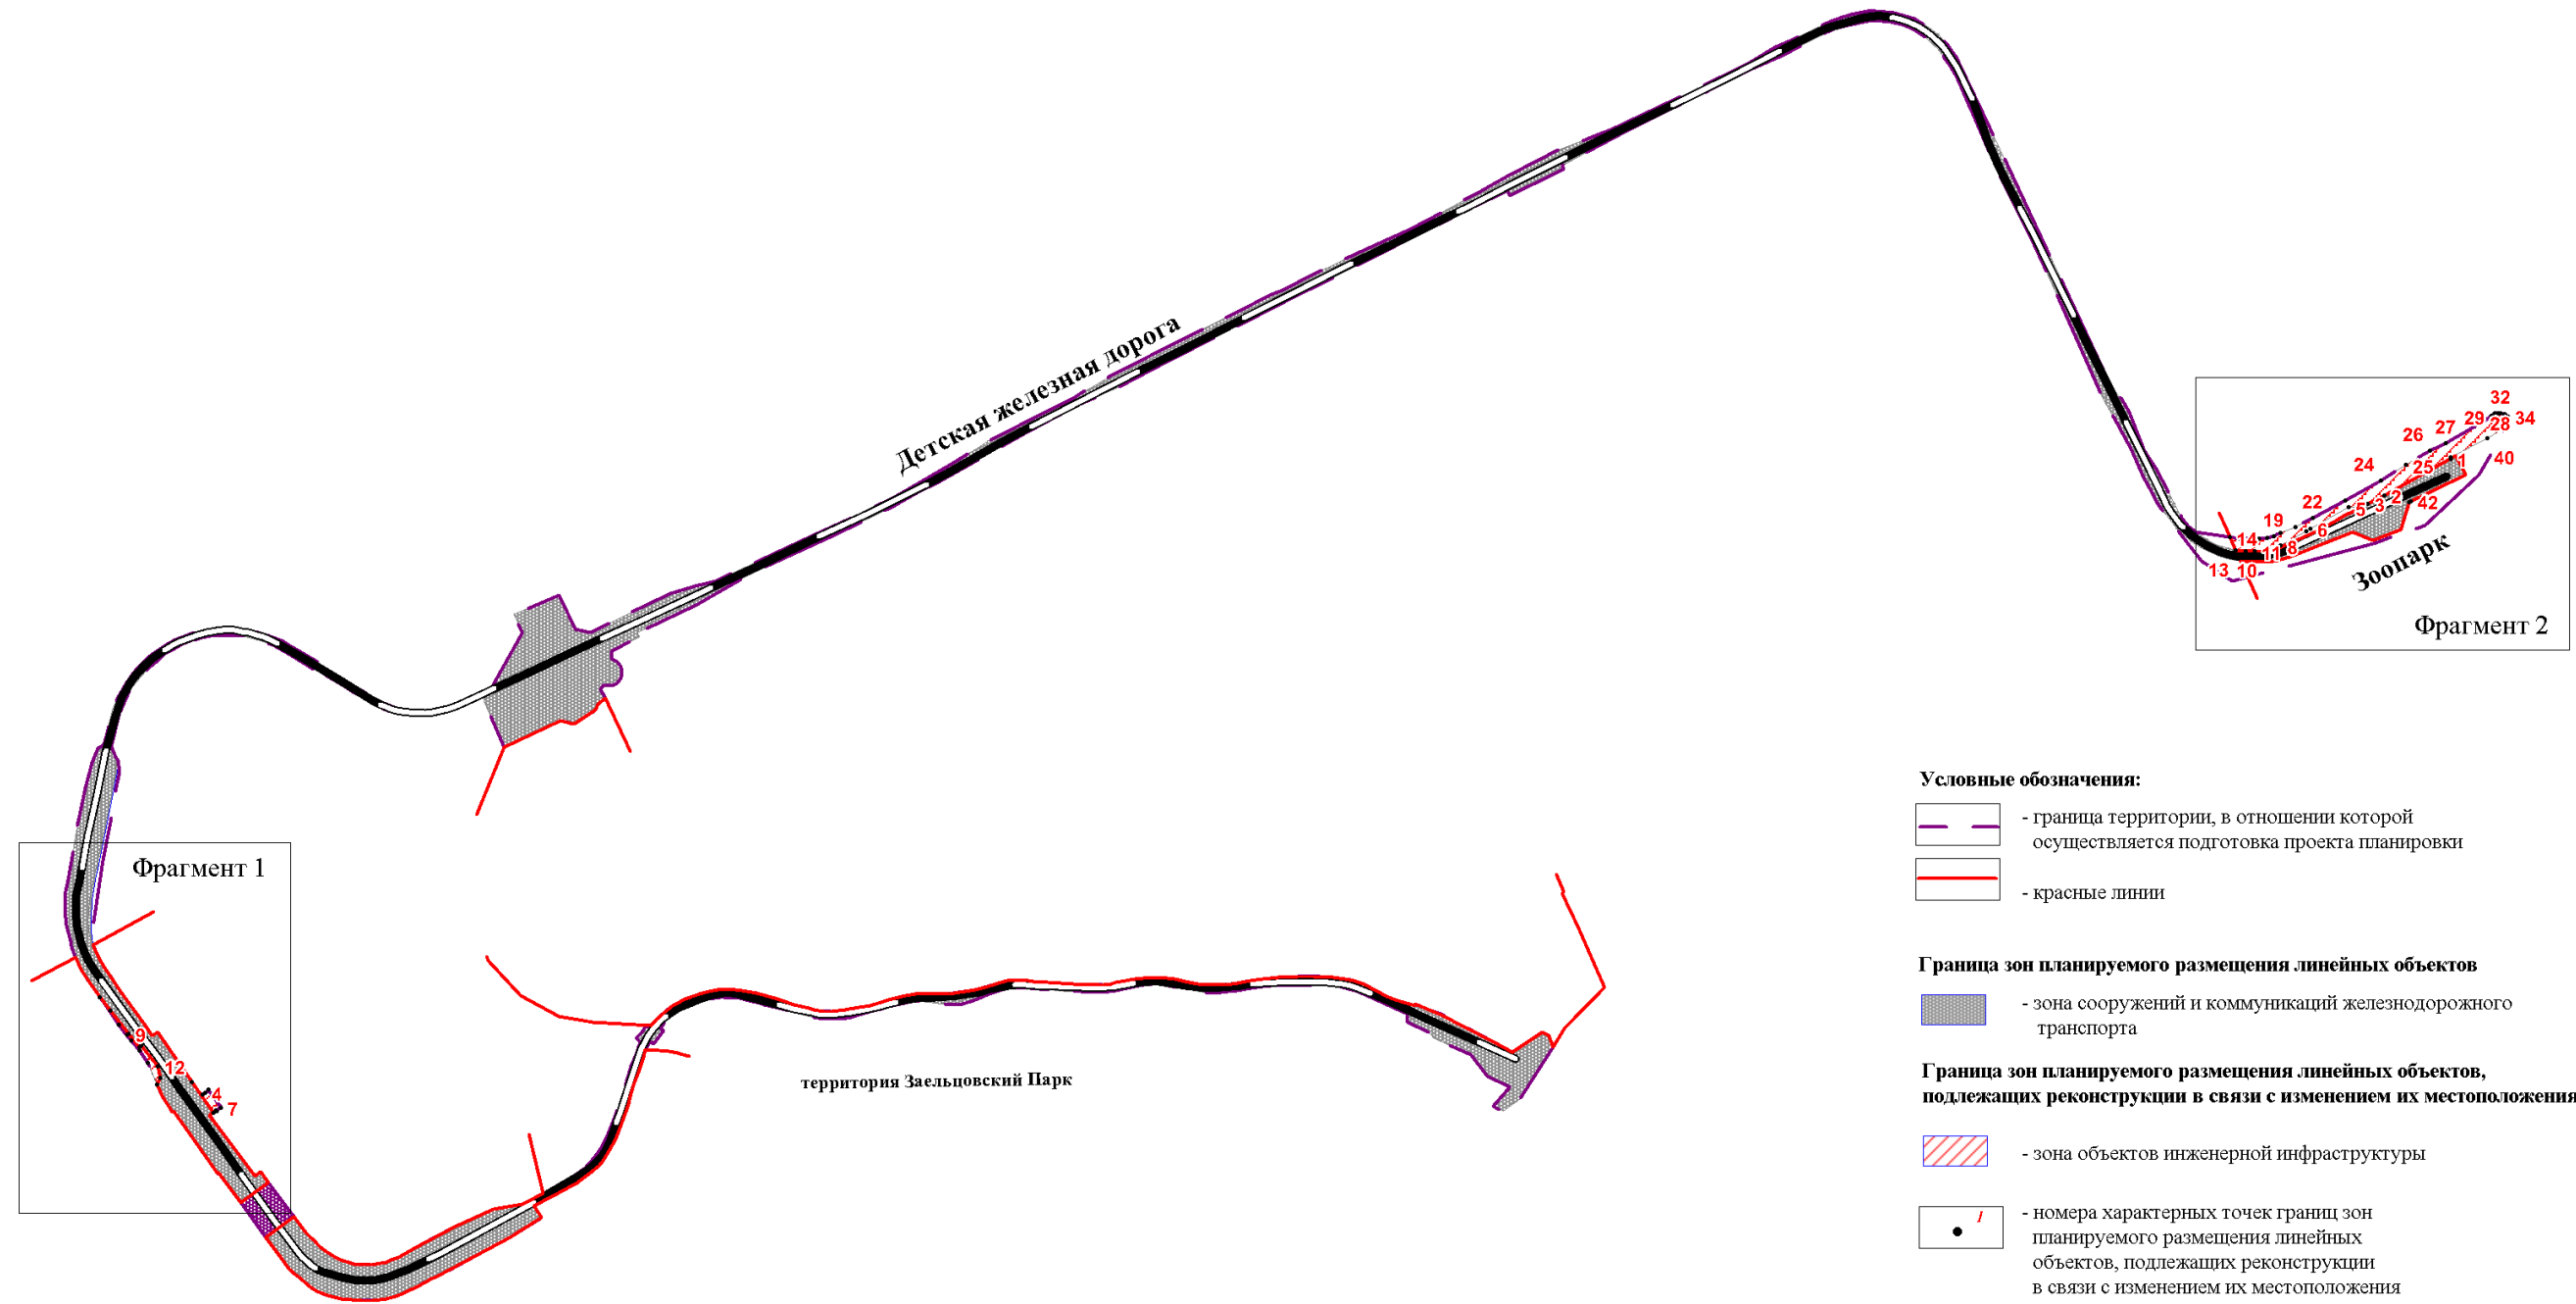 Детская железная дорога
32
29
34
28
27
26
40
1
25
24
2
42
3
5
22
6
19
8
14
11
13
10
Зоопарк
Фрагмент 2
Фрагмент 1
9
12
4
7
территория Заельцовский Парк
Условные обозначения:
- граница территории, в отношении которой
осуществляется подготовка проекта планировки
- красные линии
Граница зон планируемого размещения линейных объектов
- зона сооружений и коммуникаций железнодорожного
транспорта
Граница зон планируемого размещения линейных объектов,
подлежащих реконструкции в связи с изменением их местоположения
- зона объектов инженерной инфраструктуры
1
- номера характерных точек границ зон
планируемого размещения линейных
объектов, подлежащих реконструкции
в связи с изменением их местоположения